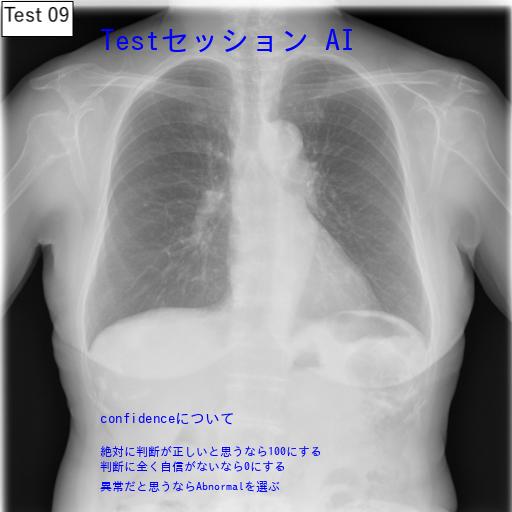 Test 09
Testセッション AI
confidenceについて
絶対に判断が正しいと思うなら100にする
判断に全く自信がないなら0にする
異常だと思うならAbnormalを選ぶ